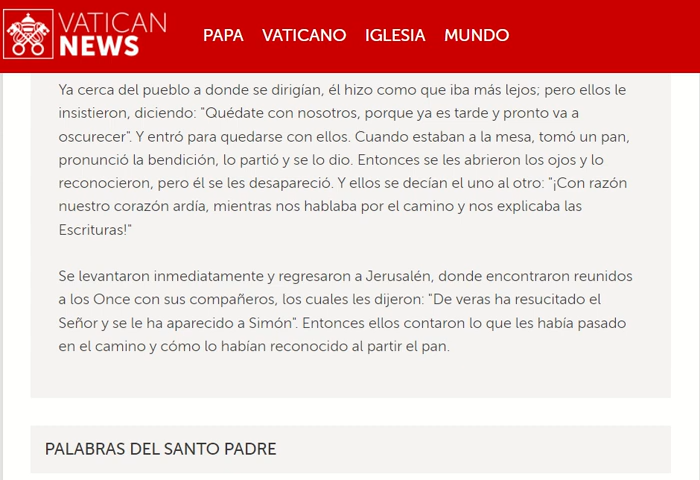 VATICAN
NEWS
PAPA VATICANO IGLESIA MUNDO
Ya cerca del pueblo a donde se dirigían, él hizo como que iba más lejos; pero ellos le
insistieron, diciendo: "Quédate con nosotros, porque ya es tarde y pronto va a
oscurecer". Y entró para quedarse con ellos. Cuando estaban a la mesa, tomó un pan,
pronunció la bendición, lo partió y se lo dio. Entonces se les abrieron los ojos y lo
reconocieron, pero él se les desapareció. Y ellos se decían el uno al otro: "¡Con razón
nuestro corazón ardía, mientras nos hablaba por el camino y nos explicaba las
Escrituras!"
Se levantaron inmediatamente y regresaron a Jerusalén, donde encontraron reunidos
a los Once con sus compañeros, los cuales les dijeron: "De veras ha resucitado el
Señor y se le ha aparecido a Simón". Entonces ellos contaron lo que les había pasado
en el camino y cómo lo habían reconocido al partir el pan.
PALABRAS DEL SANTO PADRE